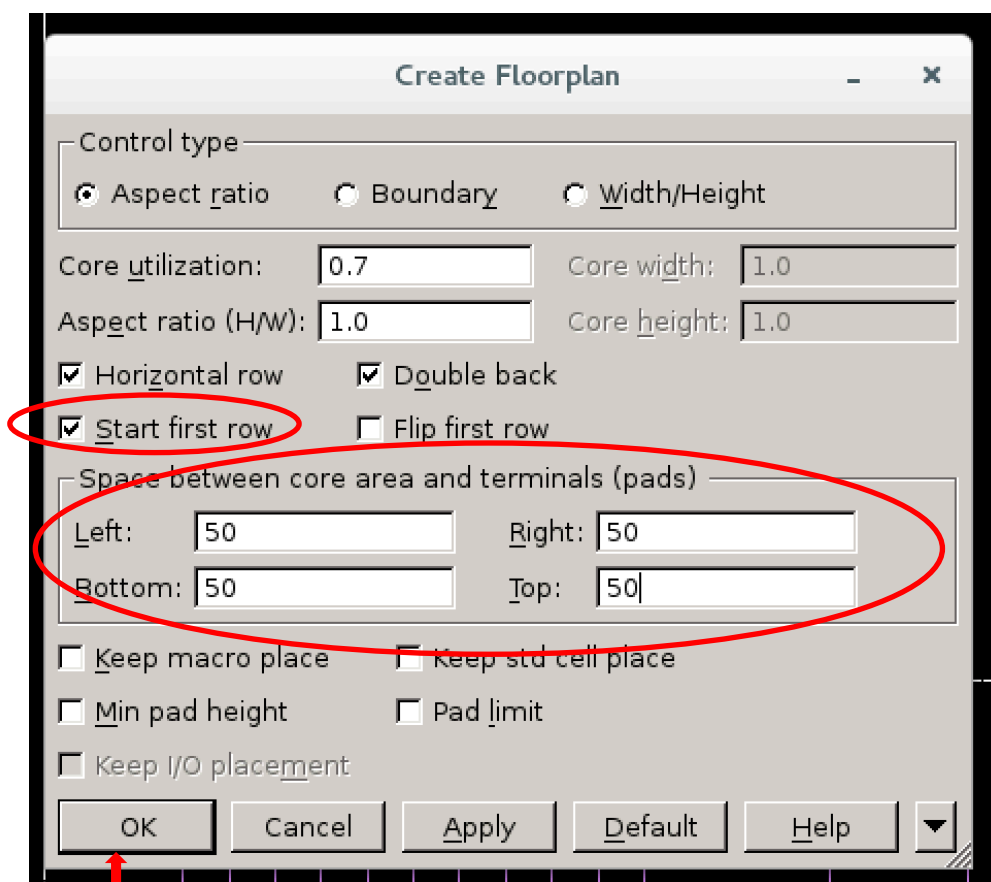 Create Floorplan
Control type
Aspect ratio Boundary Width/Height
Core utilization: 0.7 Core width: 1.0
Aspect ratio (H/W): 1.0 Core height: 1.0
Horizontal row Double back
Start first row Flip first row
Space between core area and terminals (pads)
Left: 50 Right: 50
Bottom: 50 Top: 50
Keep macro place Keep std cell place
Min pad height Pad limit
Keep I/O placement
OK Cancel Apply Default Help